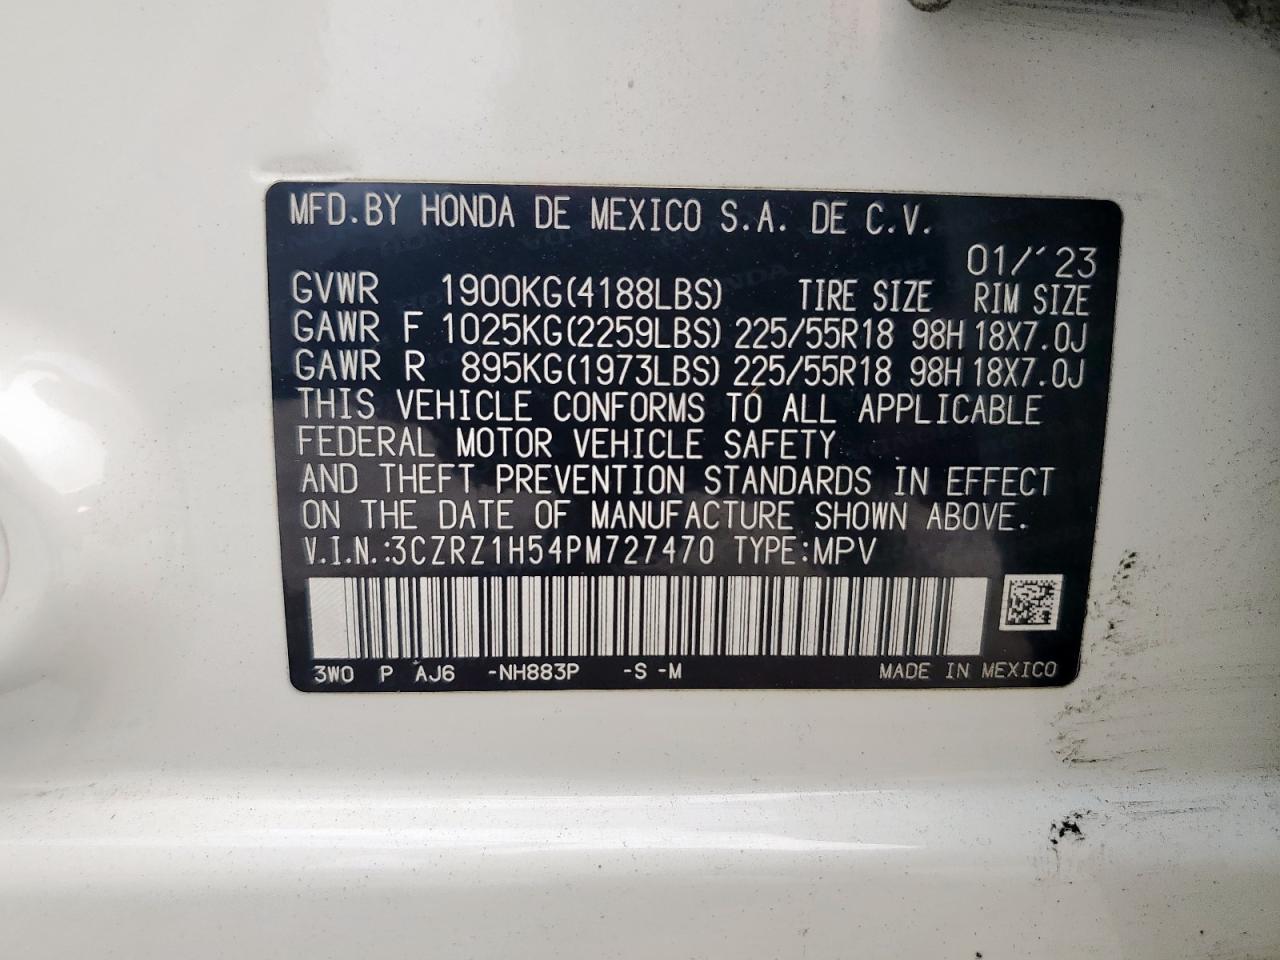 MFD.BY HONDA DE MEXICO S.A. DE C.V.
01/'23
GVWR 1900KG(4188LBS) TIRE SIZE RIM SIZE
GAWR F 1025KG(2259LBS) 225/55R18 98H 18X7.0J
GAWR R 895KG(1973LBS) 225/55R18 98H 18X7.0J
THIS VEHICLE CONFORMS TO ALL APPLICABLE
FEDERAL MOTOR VEHICLE SAFETY
AND THEFT PREVENTION STANDARDS IN EFFECT
ON THE DATE OF MANUFACTURE SHOWN ABOVE.
V.I.N.:3CZRZ1H54PM727470 TYPE:MPV
3W0 P AJ6 -NH883P -S -M MADE IN MEXICO